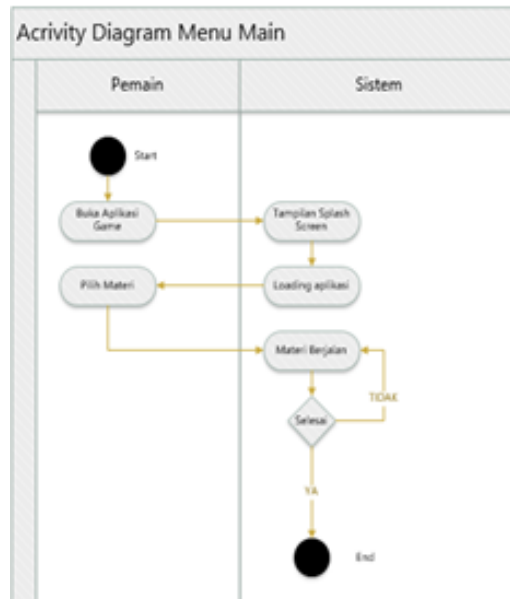 Acrivity Diagram Menu Main
Pemain
Sistem
Start
Buka Aplikasi
Game
Tampilan Splash
Screen
Pilih Materi
Loading aplikasi
Materi Berjalan
TIDAK
Selesai
YA
End